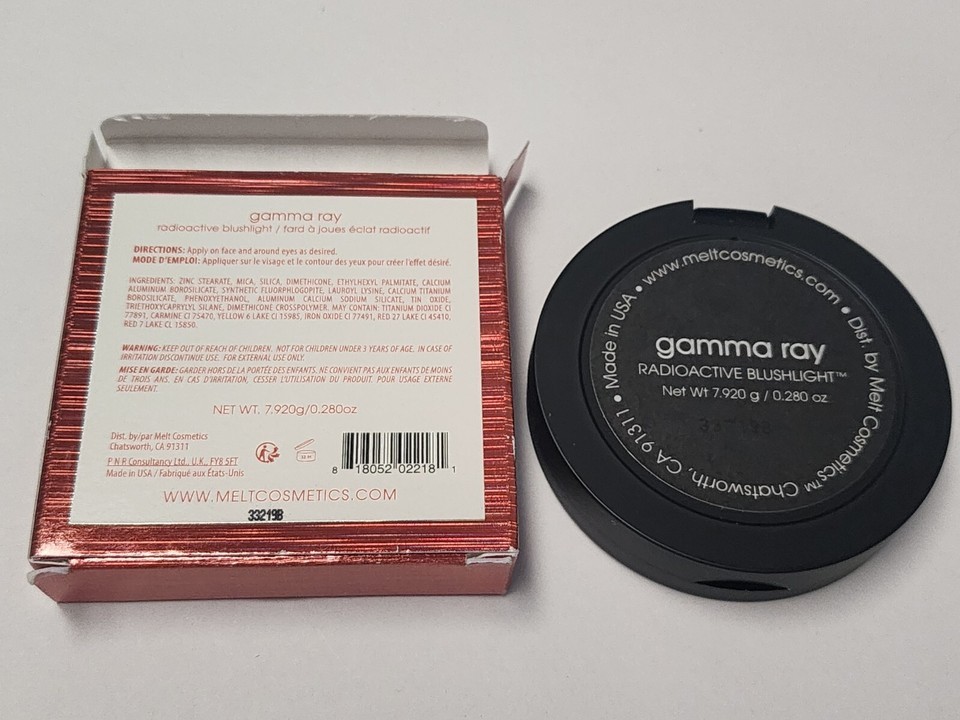 gamma ray
radioactive blushlight / fard à joues éclat radioactif
DIRECTIONS: Apply on face and around eyes as desired.
MODE D'EMPLOI: Appliquer sur le visage et le contour des yeux pour créer l'effet désiré.
INGREDIENTS: ZINC STEARATE, MICA, SILICA, DIMETHICONE, ETHYLHEXYL PALMITATE, CALCIUM
ALUMINUM BOROSILICATE, SYNTHETIC FLUORPHLOGOPITE, LAUROYL LYSINE, CALCIUM TITANIUM
BOROSILICATE, PHENOXYETHANOL, ALUMINUM CALCIUM SODIUM SILICATE, TIN OXIDE,
TRIETHOXYCAPRYLYL SILANE, DIMETHICONE CROSSPOLYMER. MAY CONTAIN: TITANIUM DIOXIDE CI
77891, CARMINE CI 75470, YELLOW 6 LAKE CI 15985, IRON OXIDE CI 77491, RED 27 LAKE CI 45410,
RED 7 LAKE CI 15850.
WARNING: KEEP OUT OF REACH OF CHILDREN. NOT FOR CHILDREN UNDER 3 YEARS OF AGE. IN CASE OF
IRRITATION DISCONTINUE USE. FOR EXTERNAL USE ONLY.
MISE EN GARDE: GARDER HORS DE LA PORTÉE DES ENFANTS. NE CONVIENT PAS AUX ENFANTS DE MOINS
DE TROIS ANS. EN CAS D'IRRITATION, CESSER L'UTILISATION DU PRODUIT. POUR USAGE EXTERNE
SEULEMENT.
NET WT. 7.920g/0.280oz
Dist. by/par Melt Cosmetics
Chatsworth, CA 91311
P N R Consultancy Ltd., U.K., FY8 5FT
Made in USA / Fabriqué aux États-Unis
8 18052 02218 1
WWW.MELTCOSMETICS.COM
33219B
• www.meltcosmetics.com • Dist. by Melt Cosmetics™ Chatsworth, CA 91311 • Made in USA
gamma ray
RADIOACTIVE BLUSHLIGHT™
Net Wt 7.920 g / 0.280 oz
33219B